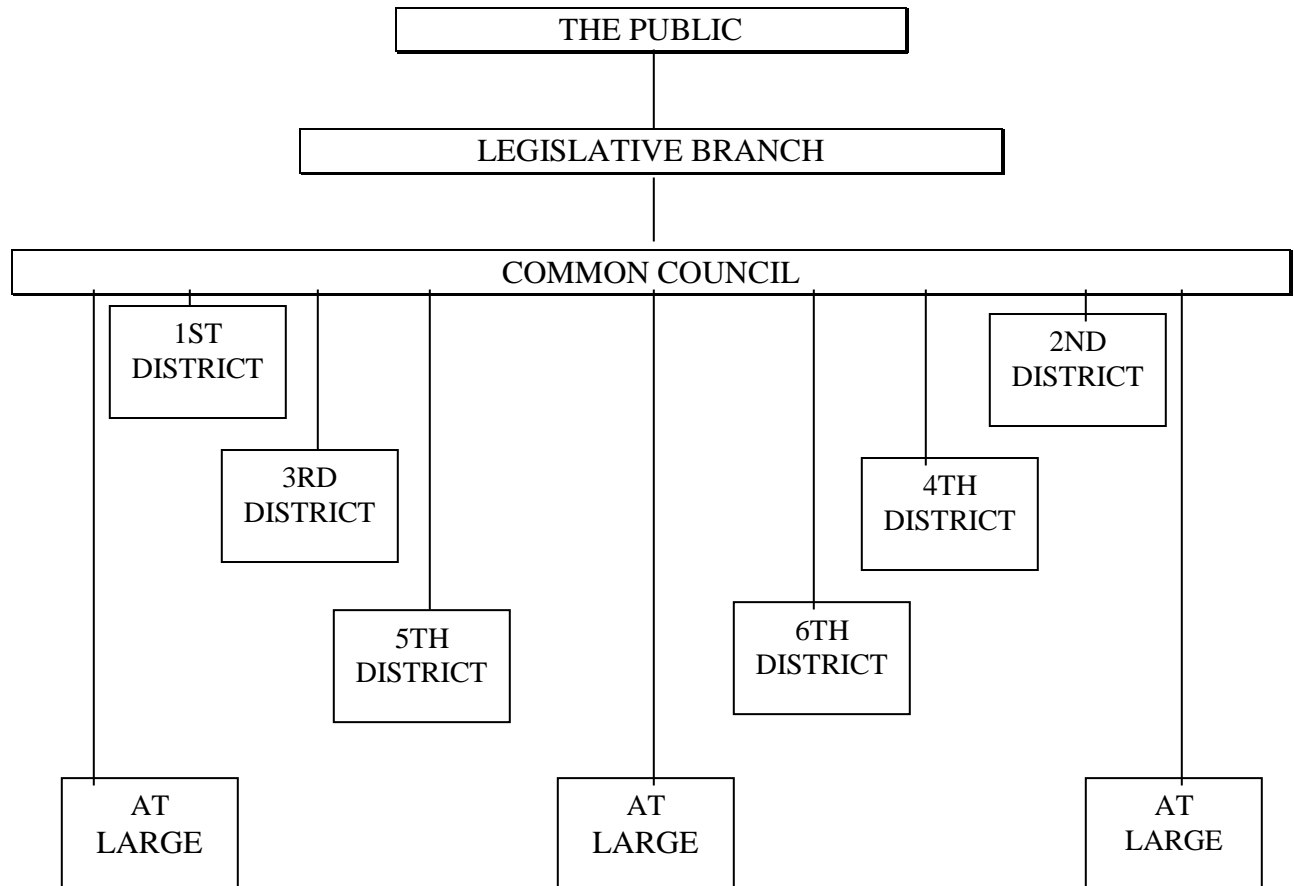 THE PUBLIC
LEGISLATIVE BRANCH
COMMON COUNCIL
1ST
DISTRICT
2ND
DISTRICT
3RD
DISTRICT
4TH
DISTRICT
5TH
DISTRICT
6TH
DISTRICT
AT
LARGE
AT
LARGE
AT
LARGE